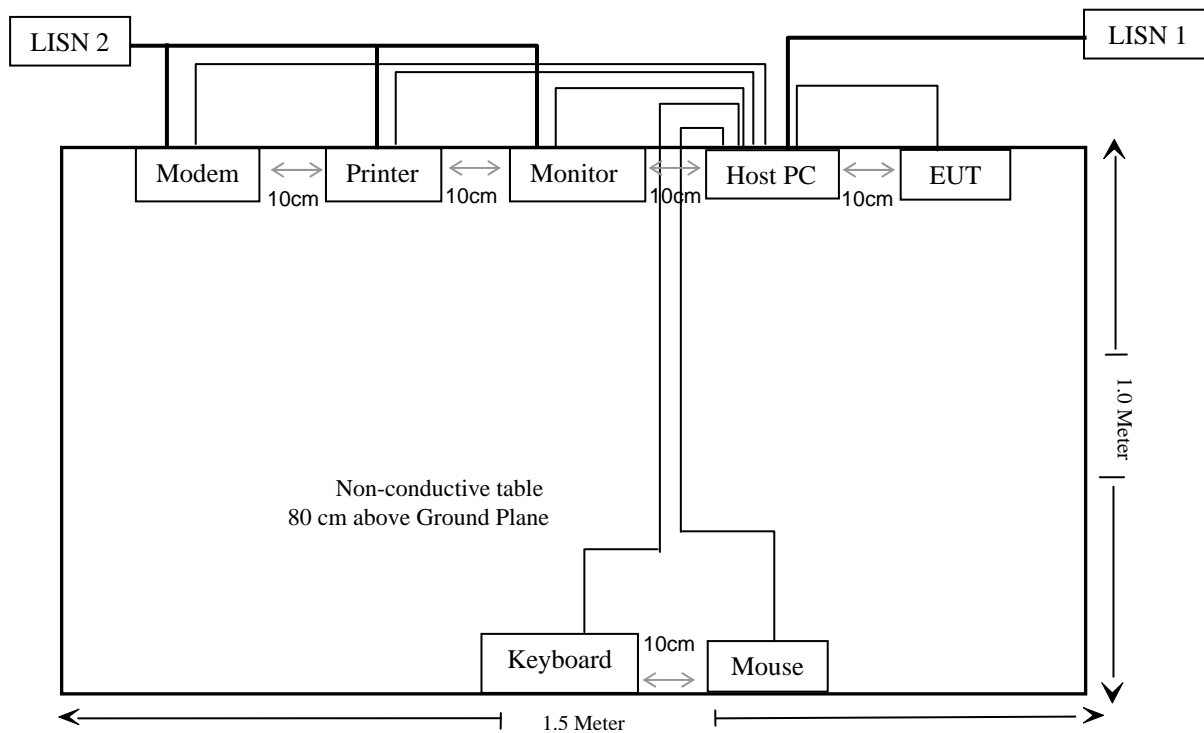 LISN 2
LISN 1
Modem
Printer
Monitor
Host PC
EUT
10cm
10cm
10cm
10cm
1.0 Meter
Non-conductive table
80 cm above Ground Plane
10cm
Keyboard
Mouse
1.5 Meter